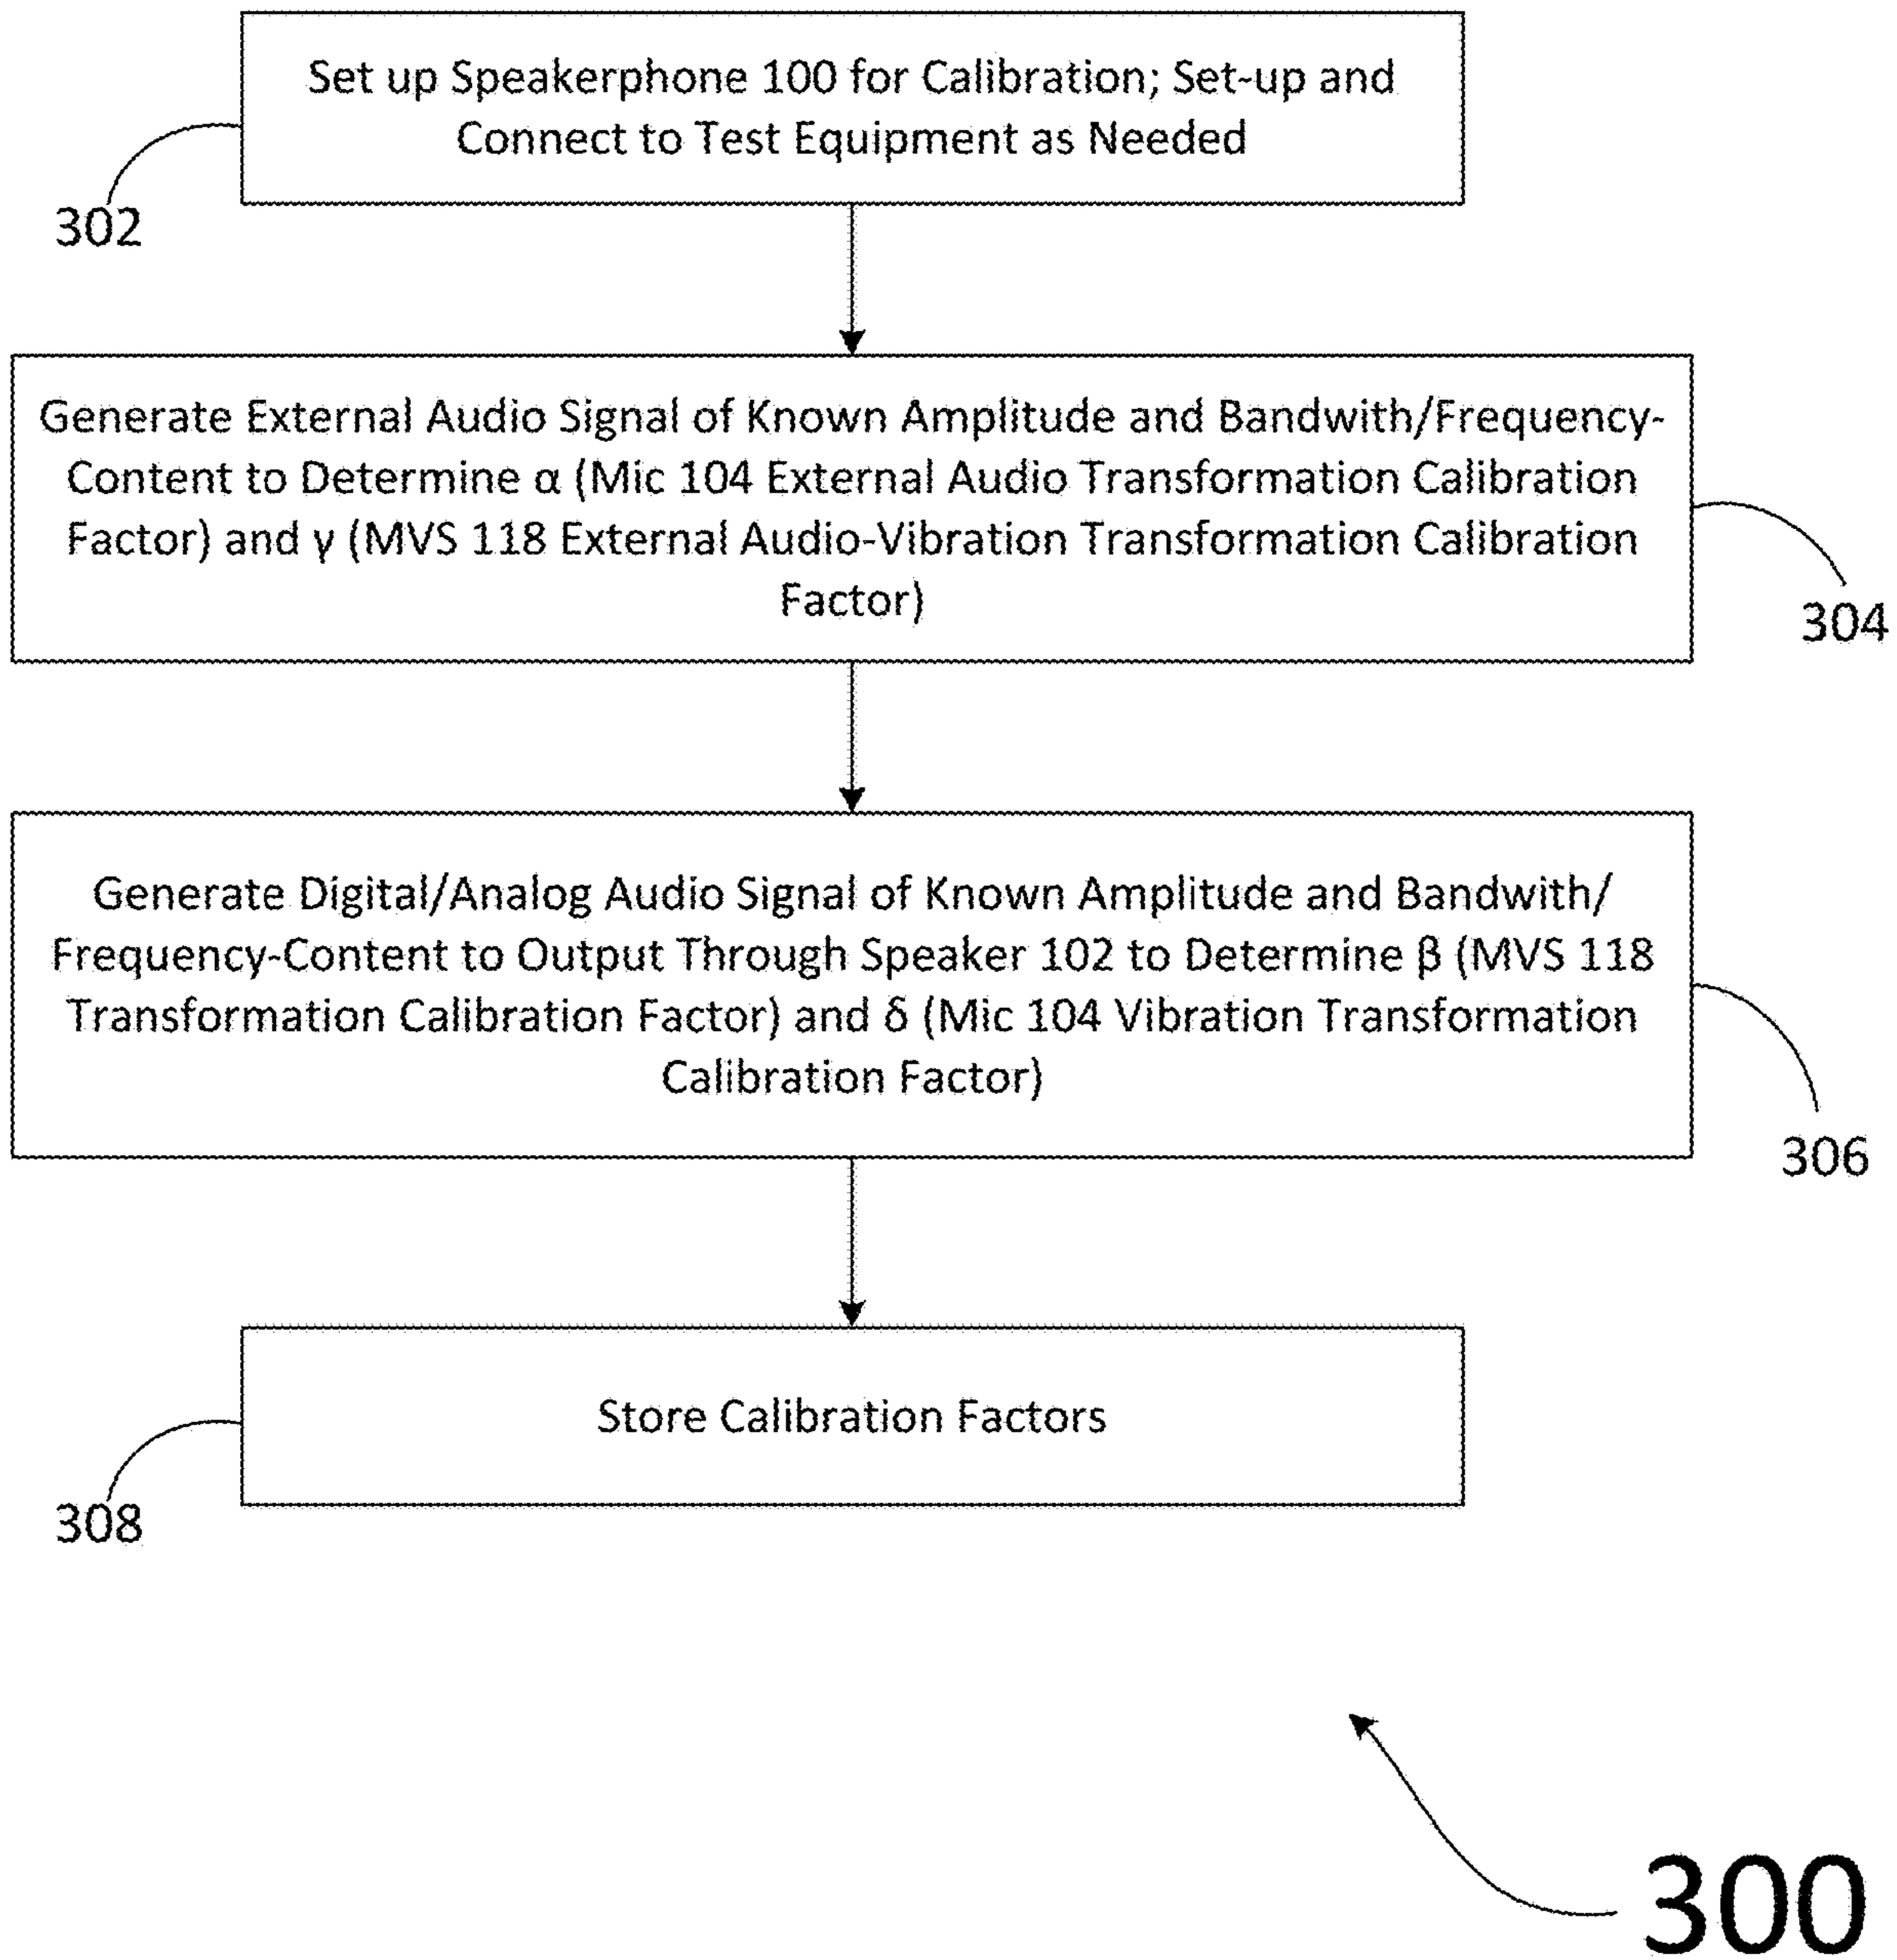 Set up Speakerphone 100 for Calibration; Set-up and
Connect to Test Equipment as Needed
302
Generate External Audio Signal of Known Amplitude and Bandwith/Frequency-
Content to Determine α (Mic 104 External Audio Transformation Calibration
Factor) and γ (MVS 118 External Audio-Vibration Transformation Calibration
Factor)
304
Generate Digital/Analog Audio Signal of Known Amplitude and Bandwith/
Frequency-Content to Output Through Speaker 102 to Determine β (MVS 118
Transformation Calibration Factor) and δ (Mic 104 Vibration Transformation
Calibration Factor)
306
Store Calibration Factors
308
300